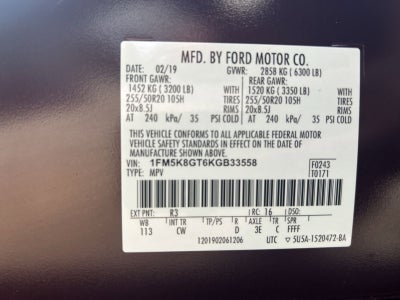 MFD. BY FORD MOTOR CO.
DATE: 02/19 GVWR: 2858 KG ( 6300 LB)
FRONT GAWR: REAR GAWR:
1452 KG ( 3200 LB) WITH 1520 KG ( 3350 LB) WITH
255/50R20 105H TIRES 255/50R20 105H TIRES
20x8.5J RIMS 20x8.5J RIMS
AT 240 kPa/ 35 PSI COLD AT 240 kPa/ 35 PSI COLD
THIS VEHICLE CONFORMS TO ALL APPLICABLE FEDERAL MOTOR
VEHICLE SAFETY STANDARDS IN EFFECT ON THE DATE OF
MANUFACTURE SHOWN ABOVE.
VIN: 1FM5K8GT6KGB33558 F0243
TYPE: MPV T0171
EXT PNT: R3 RC: 16 DSO:
WB INT TR TP/PS R AXLE TR SPR
113 CW D 3E C FFFF
1201902061206 UTC 5U5A-1520472-BA